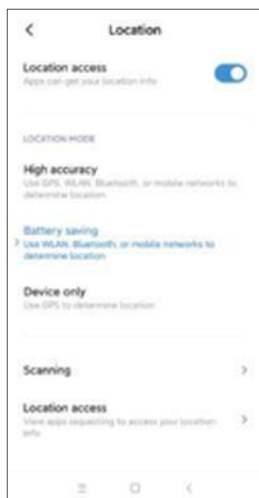 Location
Location access
Apps can get your location info
LOCATION MODE
High accuracy
Use GPS, WLAN, Bluetooth, or mobile networks to
determine location
Battery saving
Use WLAN, Bluetooth, or mobile networks to
determine location
Device only
Use GPS to determine location
Scanning
Location access
View apps requesting to access your location
info